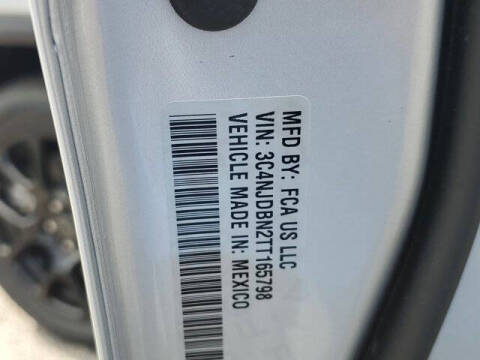 MFD BY: FCA US LLC
VIN: 3C4NJDBN2TT165798
VEHICLE MADE IN: MEXICO